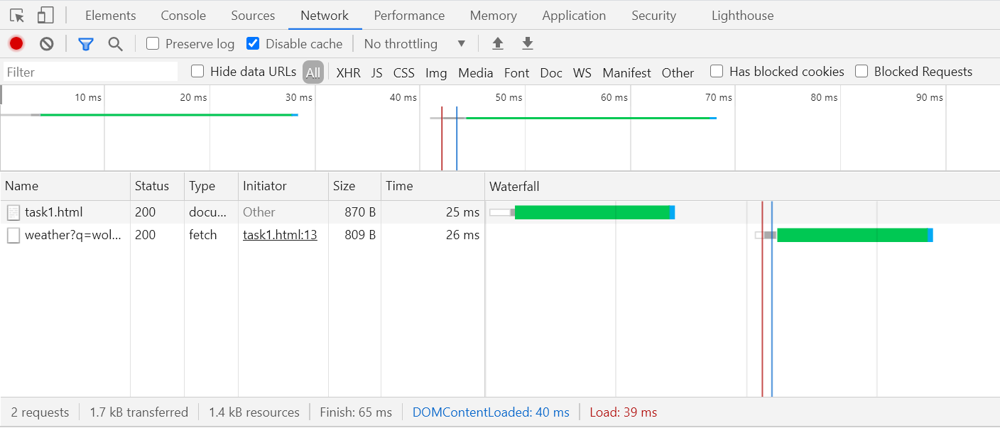 Elements Console Sources Network Performance Memory Application Security Lighthouse
Preserve log Disable cache No throttling
Filter Hide data URLs All XHR JS CSS Img Media Font Doc WS Manifest Other Has blocked cookies Blocked Requests
10 ms 20 ms 30 ms 40 ms 50 ms 60 ms 70 ms 80 ms 90 ms
Name Status Type Initiator Size Time Waterfall
task1.html 200 docu... Other 870 B 25 ms
weather?q=wol... 200 fetch task1.html:13 809 B 26 ms
2 requests 1.7 kB transferred 1.4 kB resources Finish: 65 ms DOMContentLoaded: 40 ms Load: 39 ms